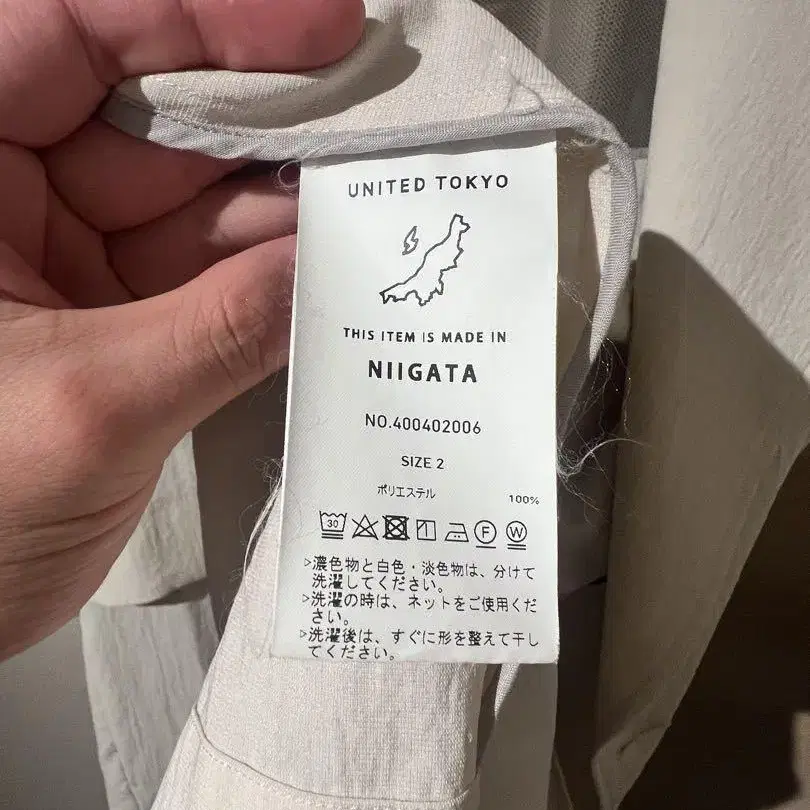 UNITED TOKYO
THIS ITEM IS MADE IN
NIIGATA
NO.400402006
SIZE 2
ポリエステル 100%
30 F W
▷濃色物と白色・淡色物は、分けて
洗濯してください。
▷洗濯の時は、ネットをご使用くだ
さい。
▷洗濯後は、すぐに形を整えて干し
てください。